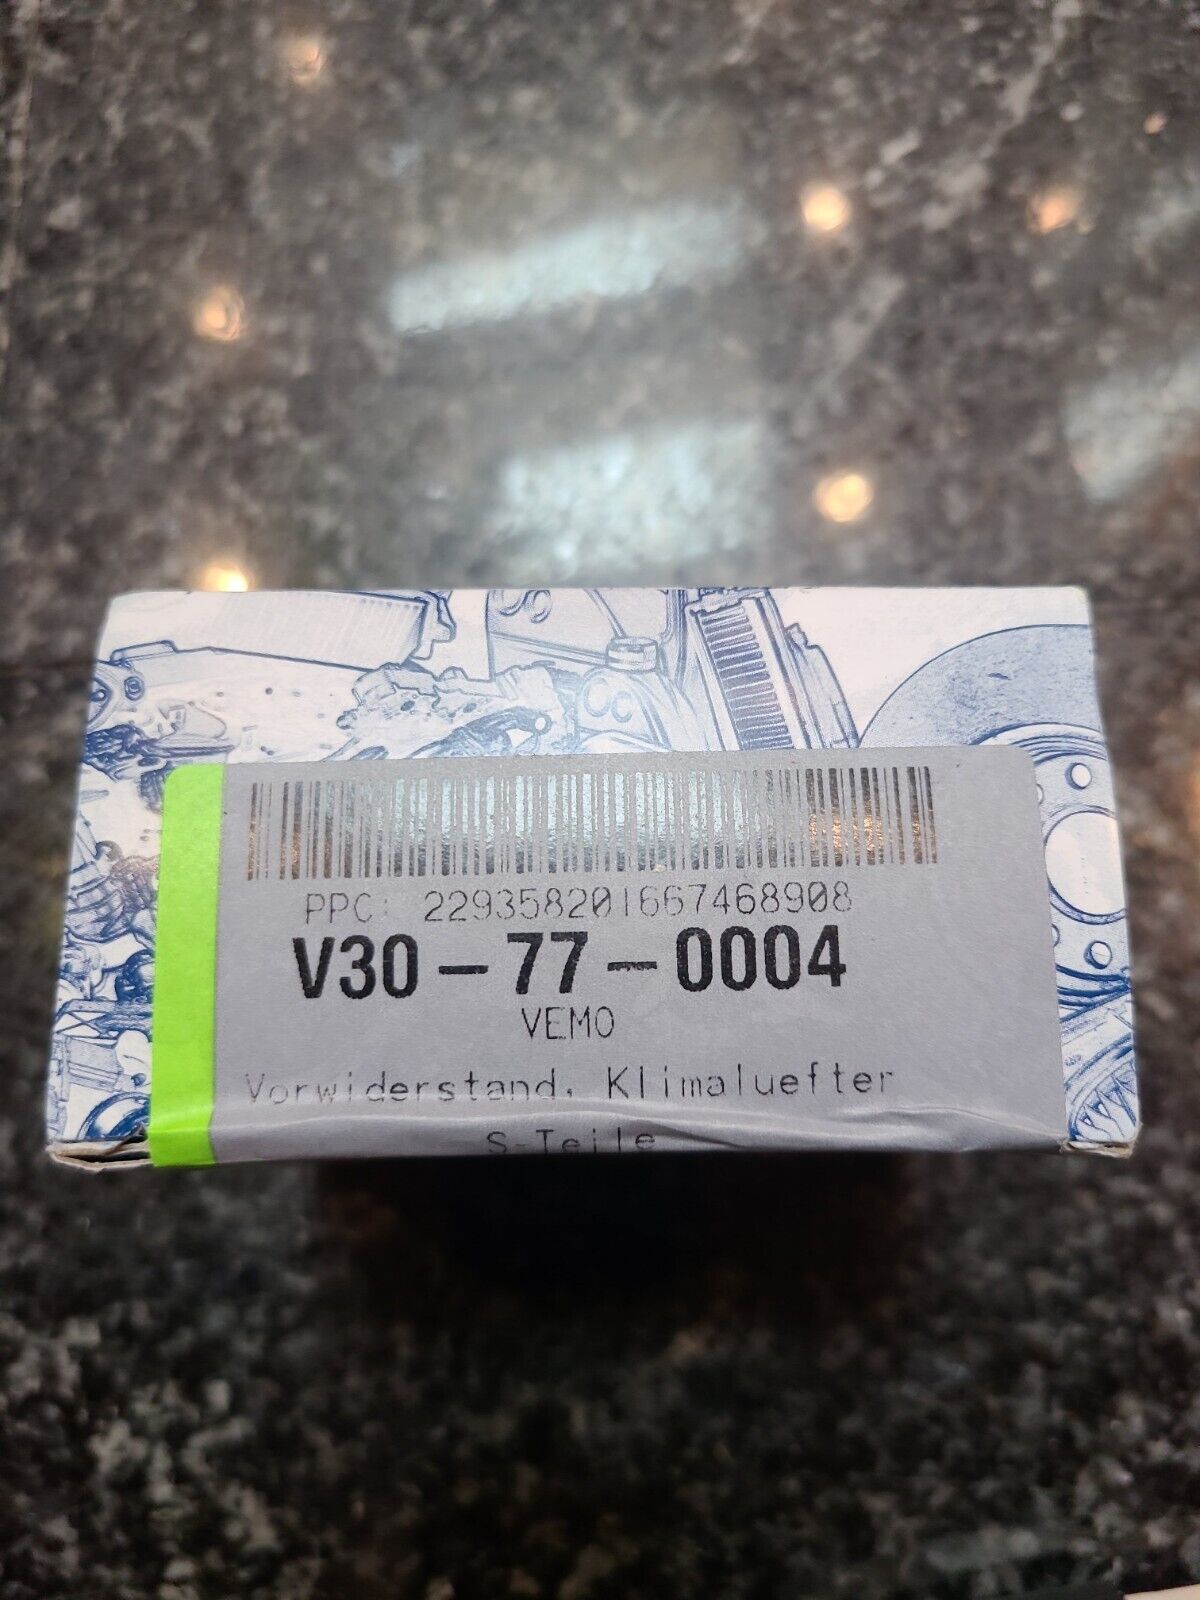 PPC: 229358201667468908
V30-77-0004
VEMO
Vorwiderstand, Klimaluefter
S-Teile